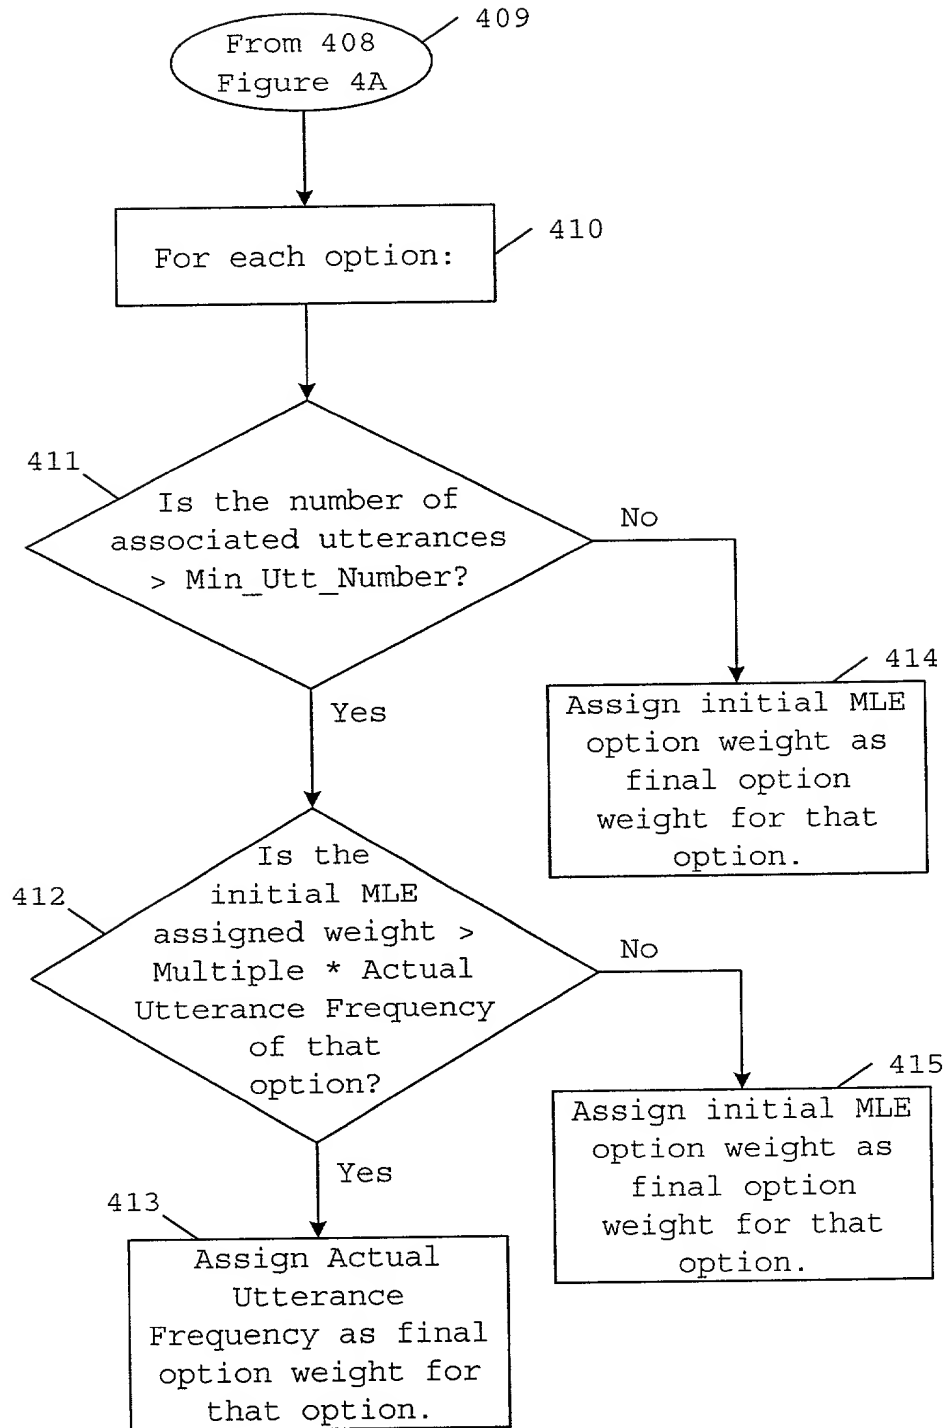 409
From 408
Figure 4A
410
For each option:
411
Is the number of
associated utterances
> Min_Utt_Number?
No
414
Yes
Assign initial MLE
option weight as
final option
weight for that
option.
412
Is the
initial MLE
assigned weight >
Multiple * Actual
Utterance Frequency
of that
option?
No
415
Yes
Assign initial MLE
option weight as
final option
weight for that
option.
413
Assign Actual
Utterance
Frequency as final
option weight for
that option.